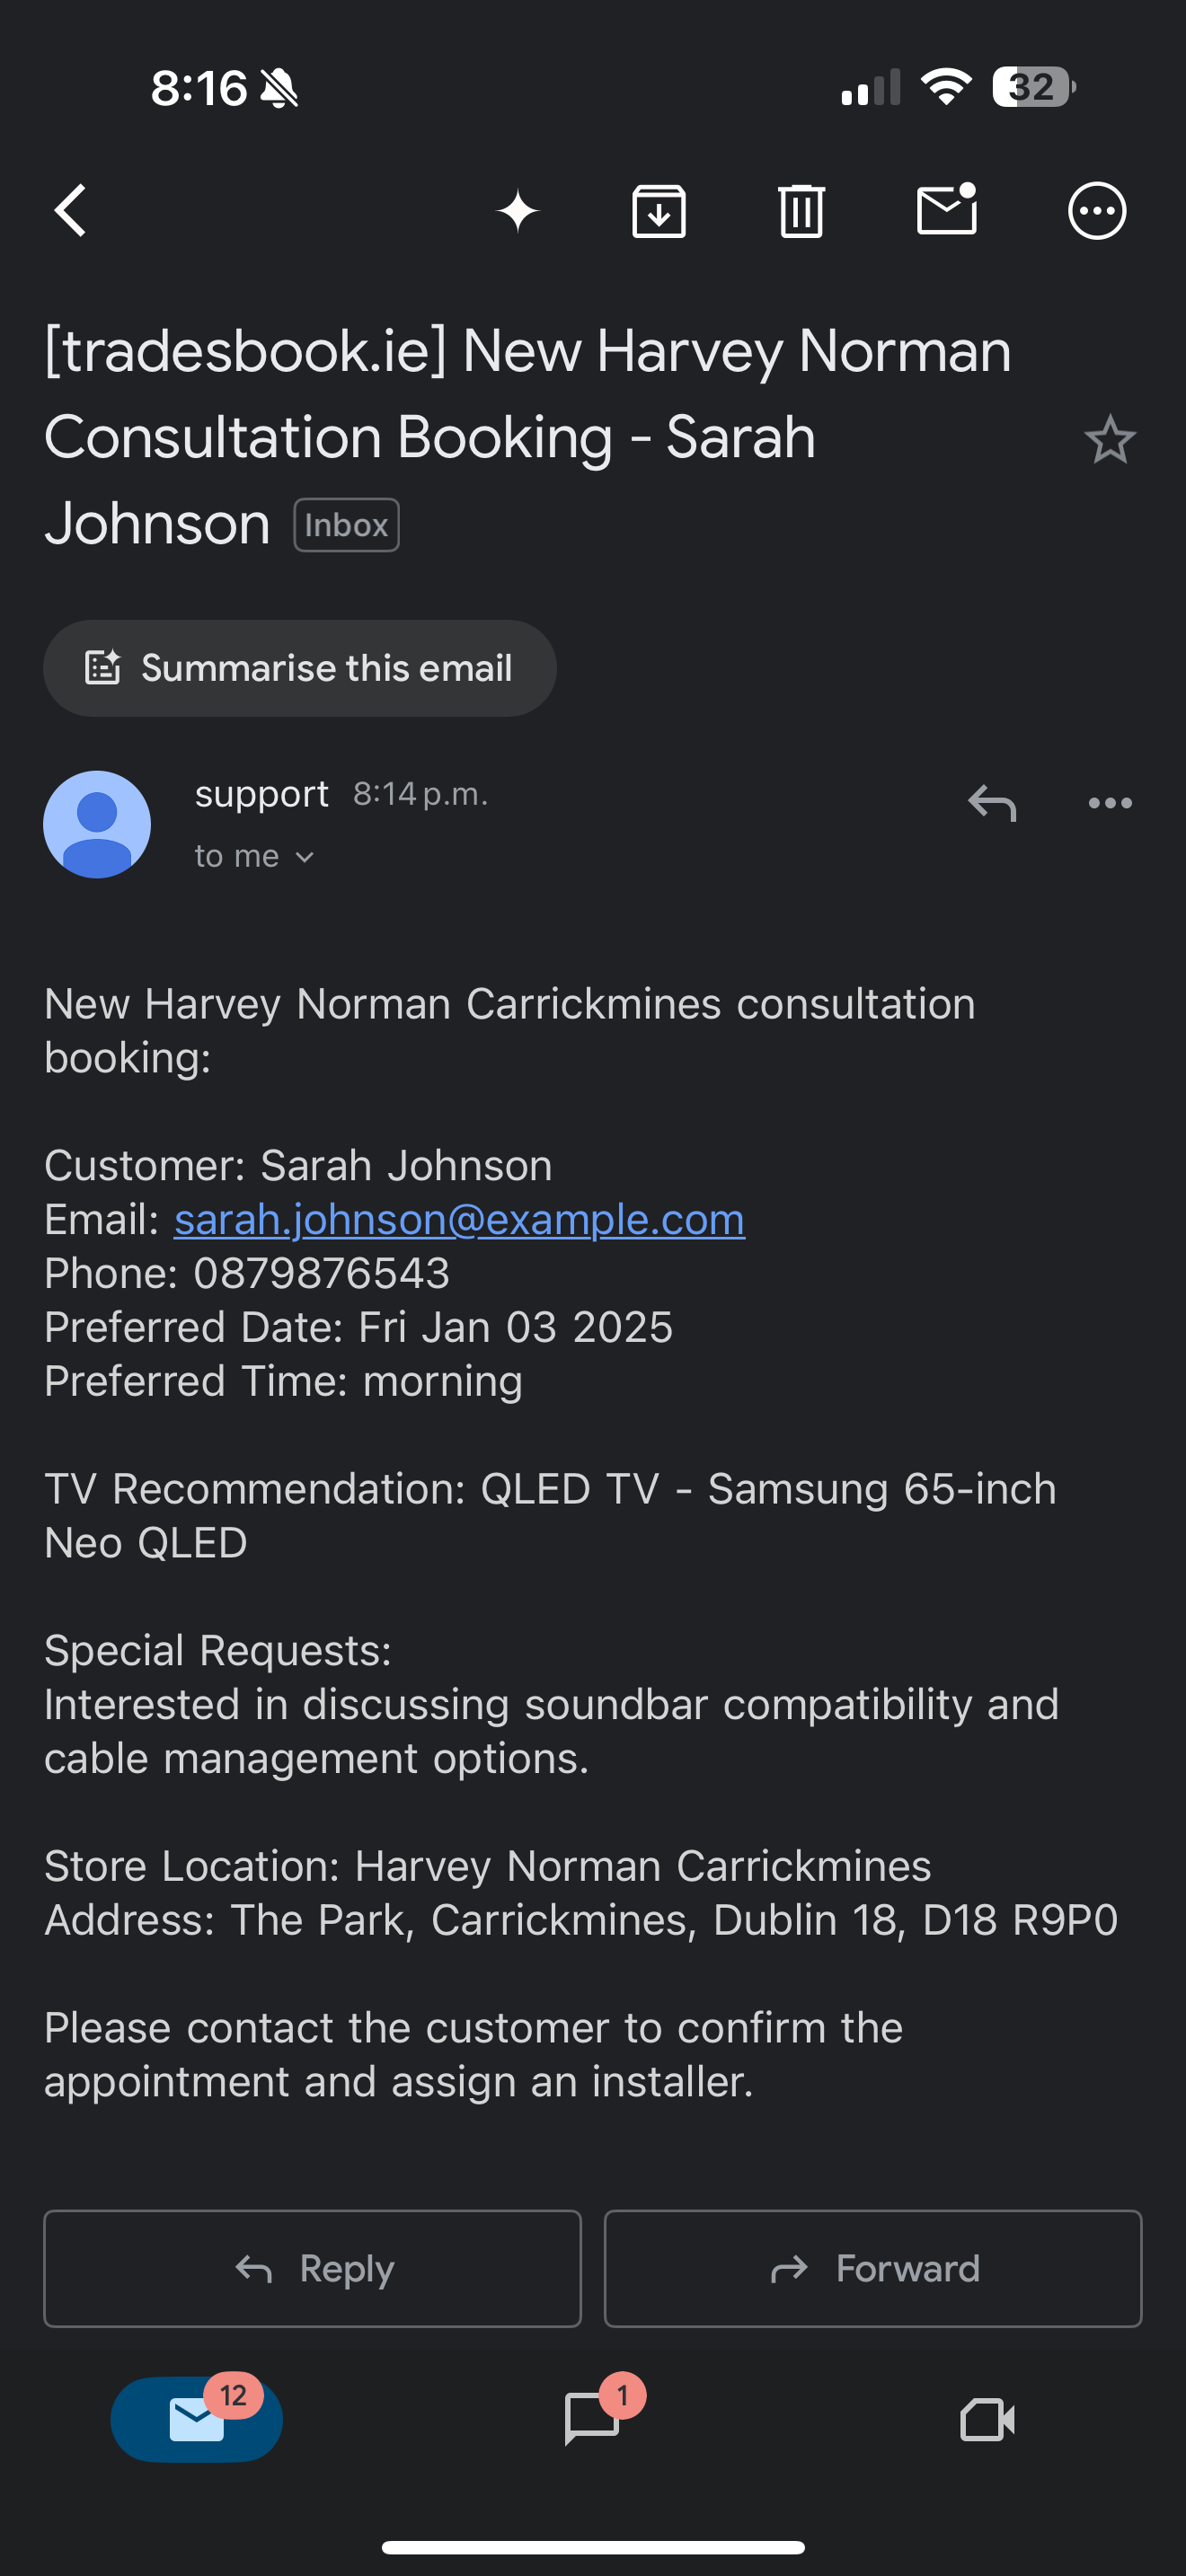 8:16
32
[tradesbook.ie] New Harvey Norman
Consultation Booking - Sarah
Johnson Inbox
Summarise this email
support 8:14 p.m.
to me
New Harvey Norman Carrickmines consultation
booking:
Customer: Sarah Johnson
Email: sarah.johnson@example.com
Phone: 0879876543
Preferred Date: Fri Jan 03 2025
Preferred Time: morning
TV Recommendation: QLED TV - Samsung 65-inch
Neo QLED
Special Requests:
Interested in discussing soundbar compatibility and
cable management options.
Store Location: Harvey Norman Carrickmines
Address: The Park, Carrickmines, Dublin 18, D18 R9P0
Please contact the customer to confirm the
appointment and assign an installer.
Reply
Forward
12
1